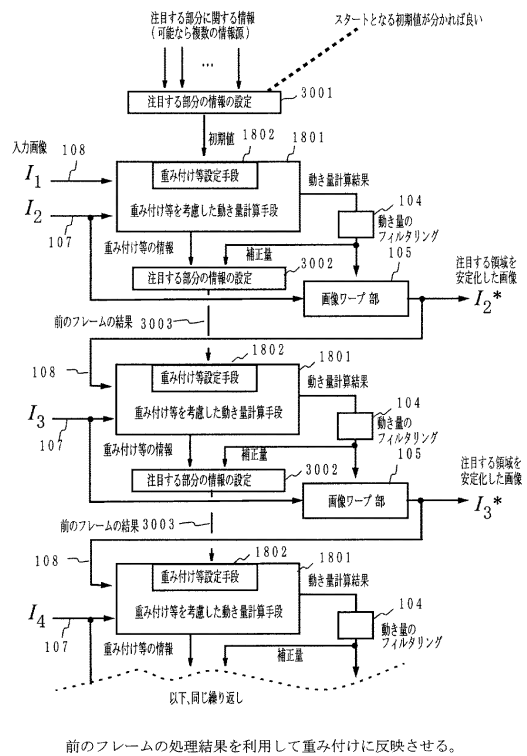 注目する部分に関する情報
(可能なら複数の情報源)
スタートとなる初期値が分かれば良い
...
注目する部分の情報の設定
3001
初期値
入力画像
108
1802
1801
I1
重み付け等設定手段
動き量計算結果
I2
107
重み付け等を考慮した動き量計算手段
104
動き量の
フィルタリング
重み付け等の情報
補正量
注目する部分の情報の設定
3002
105
注目する領域を
安定化した画像
画像ワープ部
I2*
前のフレームの結果
3003
108
1802
1801
重み付け等設定手段
動き量計算結果
I3
107
重み付け等を考慮した動き量計算手段
104
動き量の
フィルタリング
重み付け等の情報
補正量
注目する部分の情報の設定
3002
105
注目する領域を
安定化した画像
画像ワープ部
I3*
前のフレームの結果 3003
108
1802
1801
重み付け等設定手段
動き量計算結果
I4
107
重み付け等を考慮した動き量計算手段
104
動き量の
フィルタリング
重み付け等の情報
補正量
以下、同じ繰り返し
前のフレームの処理結果を利用して重み付けに反映させる。